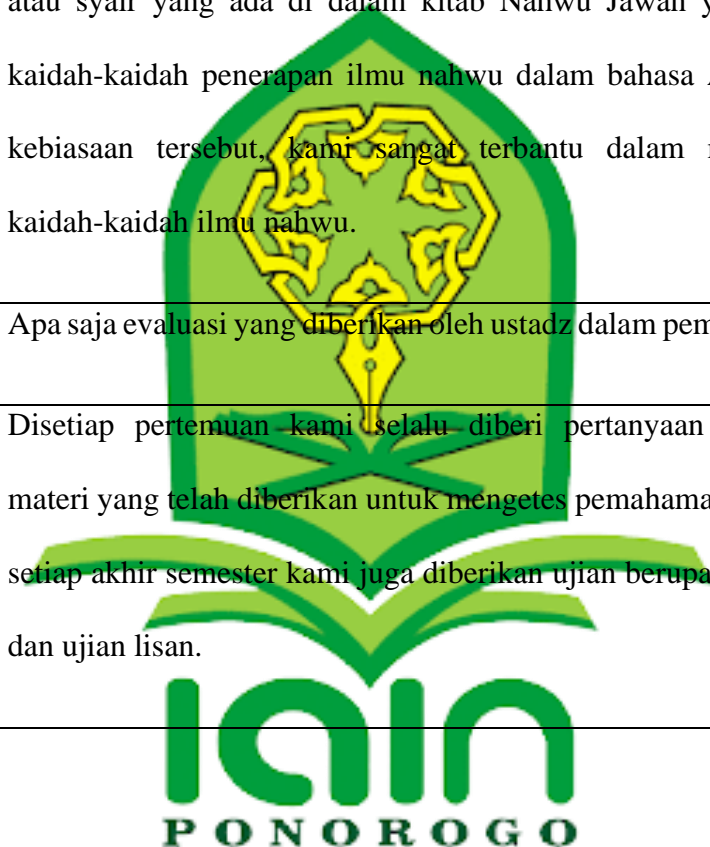 atau syair yang ada di dalam kitab Nahwu Jawan
kaidah-kaidah penerapan ilmu nahwu dalam bahasa
kebiasaan tersebut, kami sangat terbantu dalam
kaidah-kaidah ilmu nahwu.
Apa saja evaluasi yang diberikan oleh ustadz dalam
Disetiap pertemuan kami selalu diberi pertanyaan
materi yang telah diberikan untuk mengetes
setiap akhir semester kami juga diberikan ujian berupa
dan ujian lisan.
iain
PONOROGO